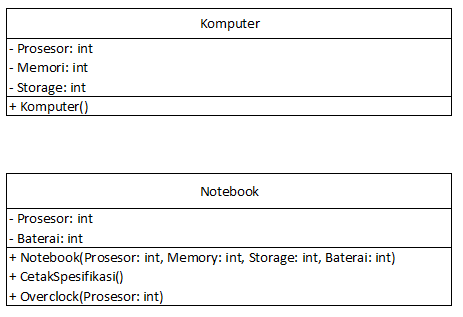 Komputer
- Prosesor: int
- Memori: int
- Storage: int
+ Komputer()
Notebook
- Prosesor: int
- Baterai: int
+ Notebook(Prosesor: int, Memory: int, Storage: int, Baterai: int)
+ CetakSpesifikasi()
+ Overclock(Prosesor: int)